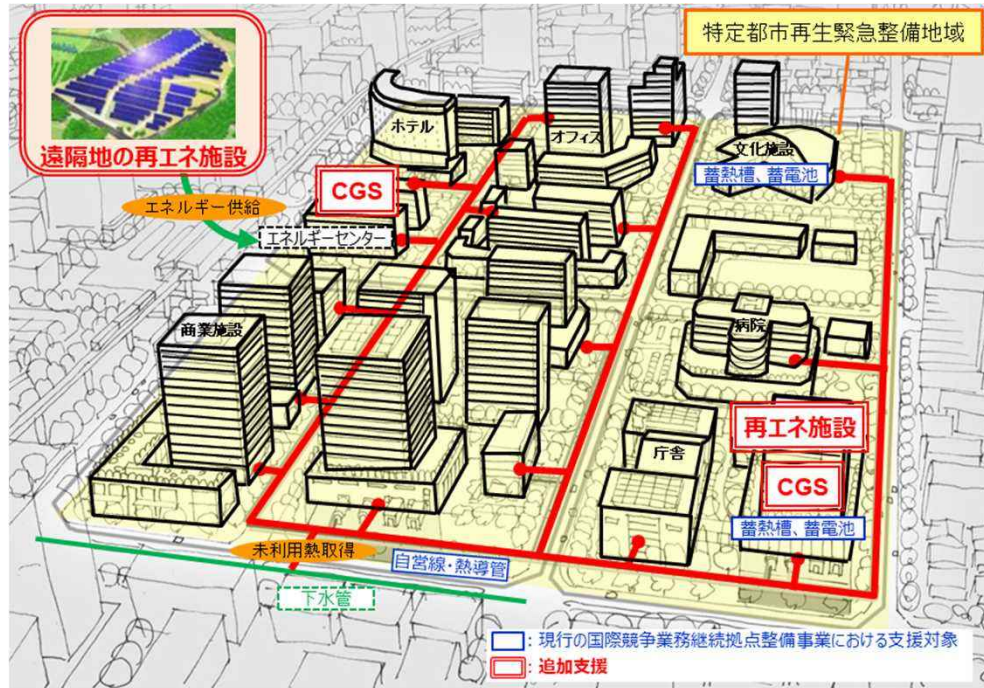 特定都市再生緊急整備地域
遠隔地の再エネ施設
ホテル
オフィス
文化施設
蓄熱槽、蓄電池
CGS
エネルギー供給
エネルギーセンター
商業施設
病院
再エネ施設
庁舎
CGS
蓄熱槽、蓄電池
未利用熱取得
自営線・熱導管
下水管
：現行の国際競争業務継続拠点整備事業における支援対象
：追加支援